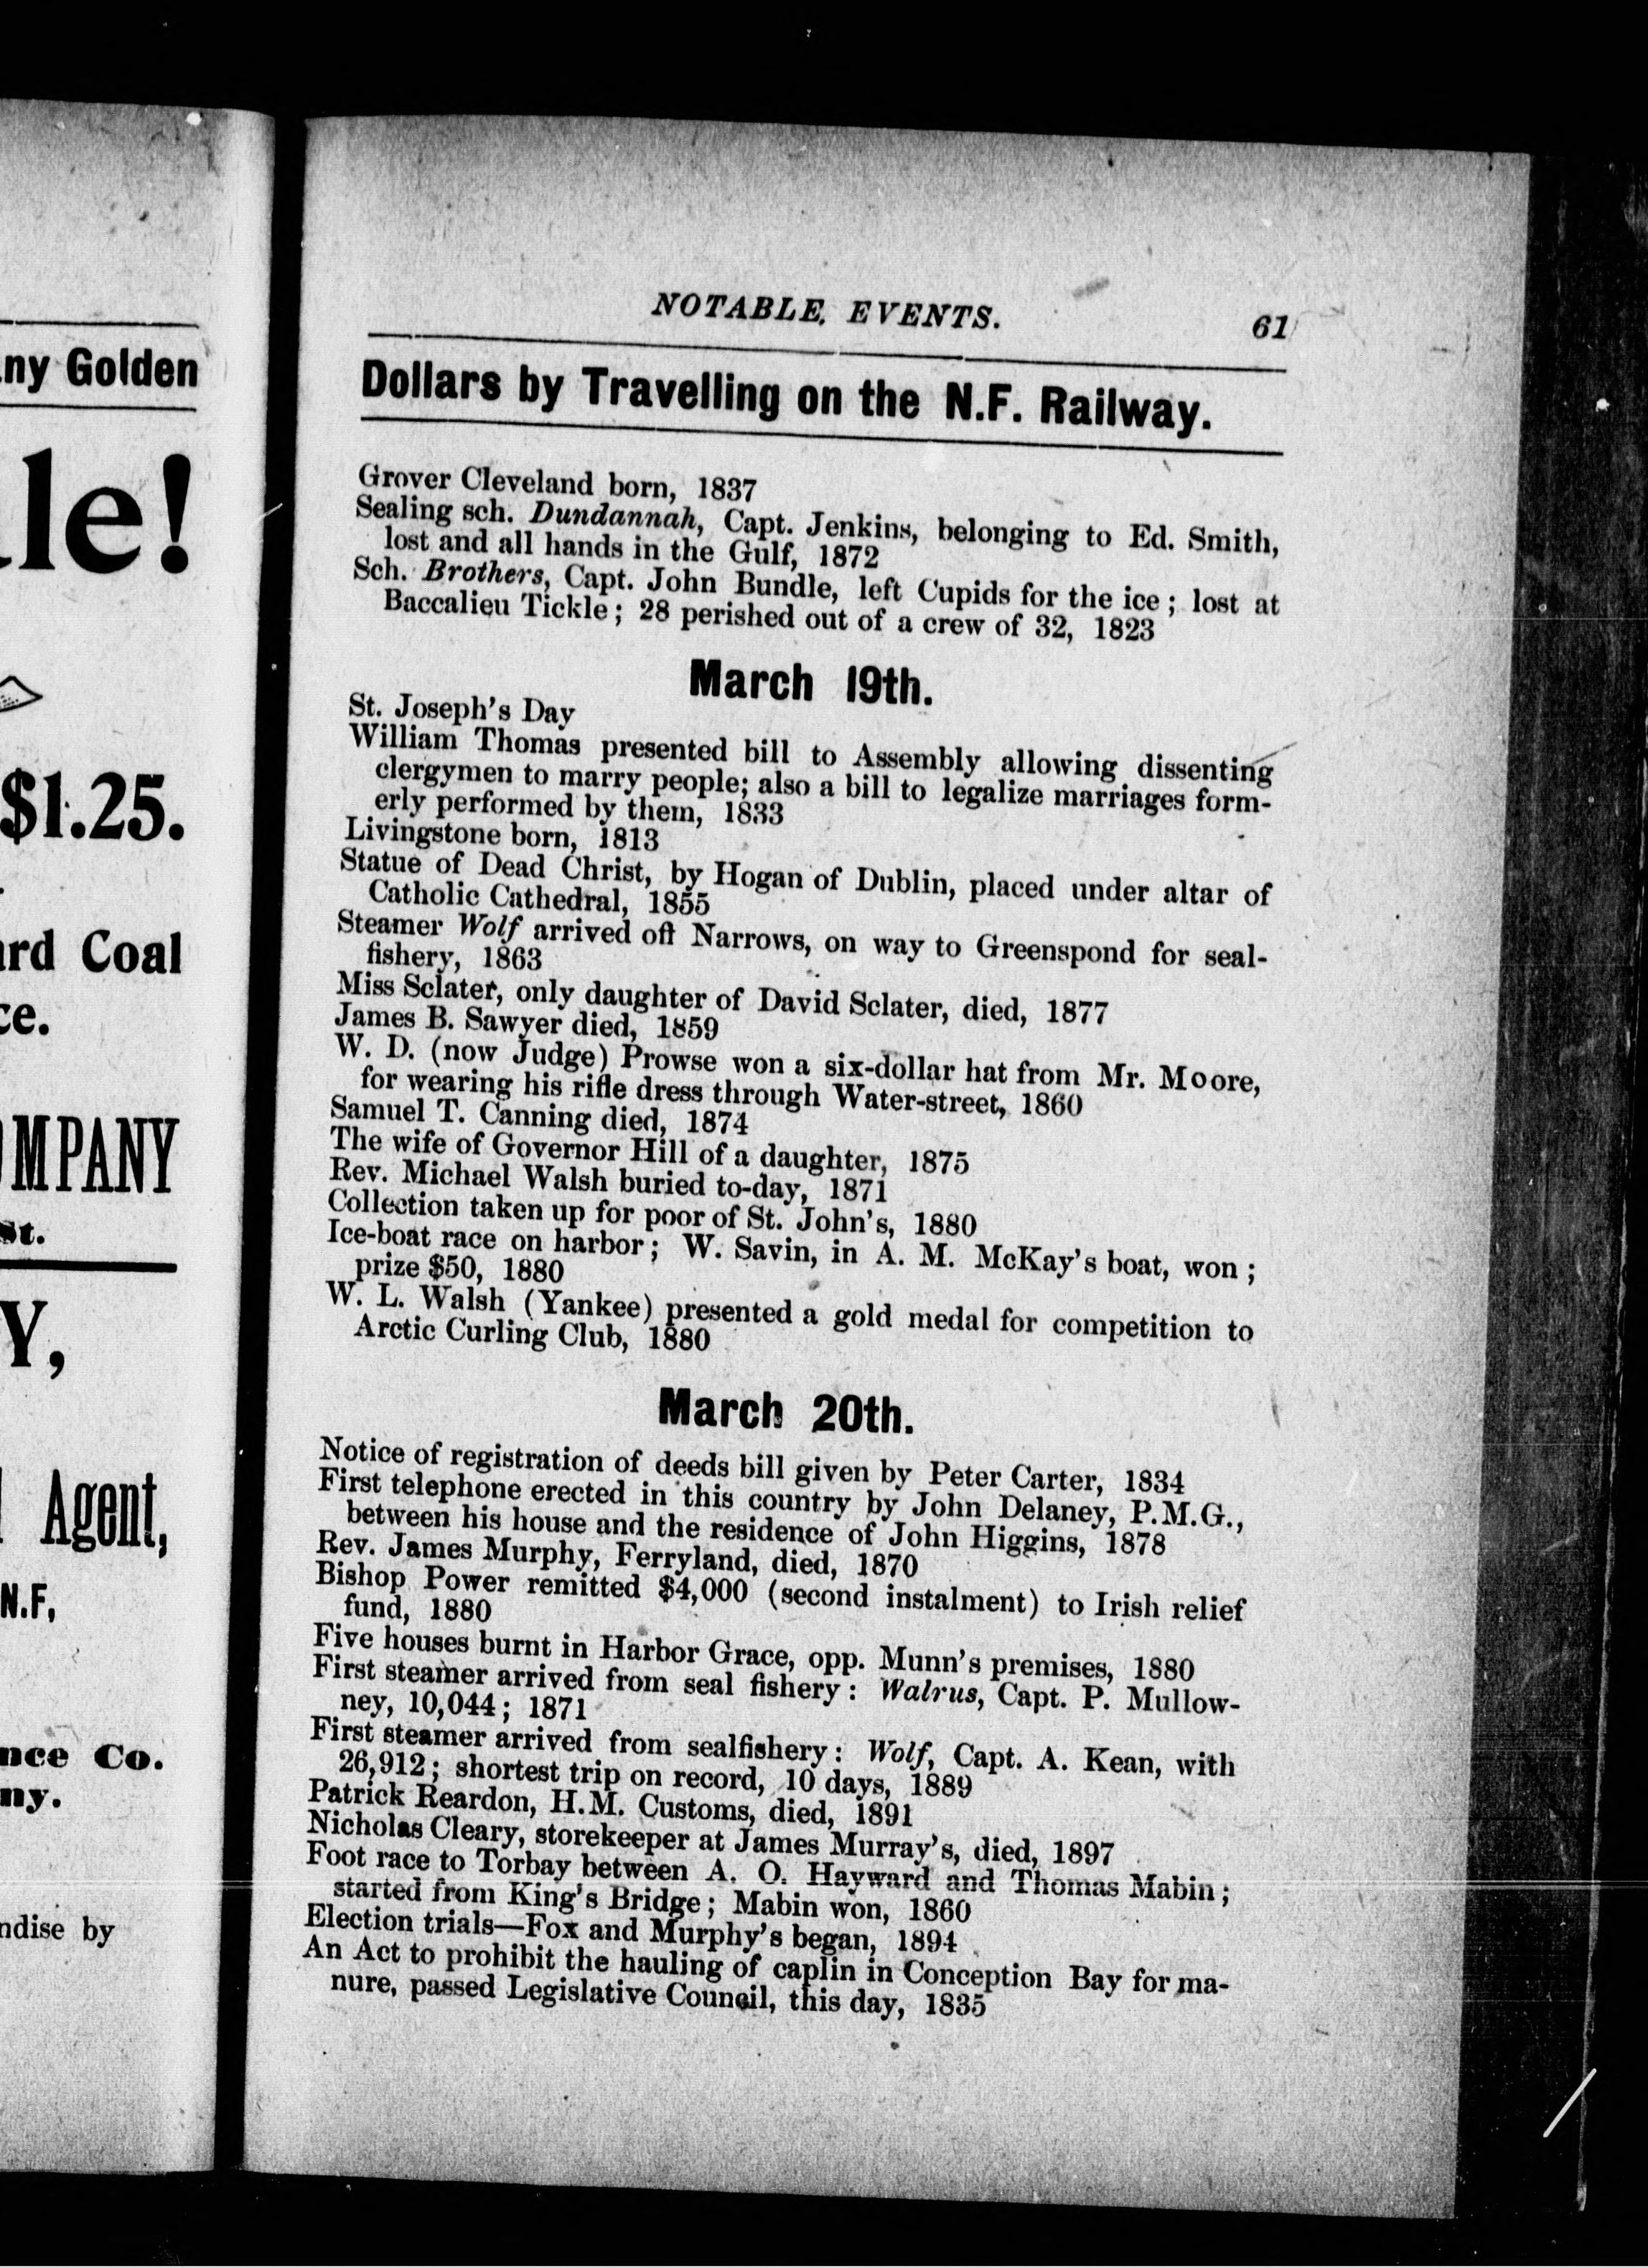 ny Golden
le!
$1.25.
ard Coal
ce.
OMPANY
St.
Y,
Agent,
N.F,
nce Co.
ny.
ndise by
NOTABLE EVENTS. 61
Dollars by Travelling on the N.F. Railway.
Grover Cleveland born, 1837
Sealing sch. Dundannah, Capt. Jenkins, belonging to Ed. Smith,
lost and all hands in the Gulf, 1872
Sch. Brothers, Capt. John Bundle, left Cupids for the ice; lost at
Baccalieu Tickle; 28 perished out of a crew of 32, 1823
March 19th.
St. Joseph's Day
William Thomas presented bill to Assembly allowing dissenting
clergymen to marry people; also a bill to legalize marriages form-
erly performed by them, 1833
Livingstone born, 1813
Statue of Dead Christ, by Hogan of Dublin, placed under altar of
Catholic Cathedral, 1855
Steamer Wolf arrived off Narrows, on way to Greenspond for seal-
fishery, 1863
Miss Sclater, only daughter of David Sclater, died, 1877
James B. Sawyer died, 1859
W. D. (now Judge) Prowse won a six-dollar hat from Mr. Moore,
for wearing his rifle dress through Water-street, 1860
Samuel T. Canning died, 1874
The wife of Governor Hill of a daughter, 1875
Rev. Michael Walsh buried to-day, 1871
Collection taken up for poor of St. John's, 1880
Ice-boat race on harbor; W. Savin, in A. M. McKay's boat, won;
prize $50, 1880
W. L. Walsh (Yankee) presented a gold medal for competition to
Arctic Curling Club, 1880
March 20th.
Notice of registration of deeds bill given by Peter Carter, 1834
First telephone erected in this country by John Delaney, P.M.G.,
between his house and the residence of John Higgins, 1878
Rev. James Murphy, Ferryland, died, 1870
Bishop Power remitted $4,000 (second instalment) to Irish relief
fund, 1880
Five houses burnt in Harbor Grace, opp. Munn's premises, 1880
First steamer arrived from seal fishery: Walrus, Capt. P. Mullow-
ney, 10,044; 1871
First steamer arrived from sealfishery: Wolf, Capt. A. Kean, with
26,912; shortest trip on record, 10 days, 1889
Patrick Reardon, H.M. Customs, died, 1891
Nicholas Cleary, storekeeper at James Murray's, died, 1897
Foot race to Torbay between A. O. Hayward and Thomas Mabin;
started from King's Bridge; Mabin won, 1860
Election trials—Fox and Murphy's began, 1894
An Act to prohibit the hauling of caplin in Conception Bay for ma-
nure, passed Legislative Council, this day, 1835